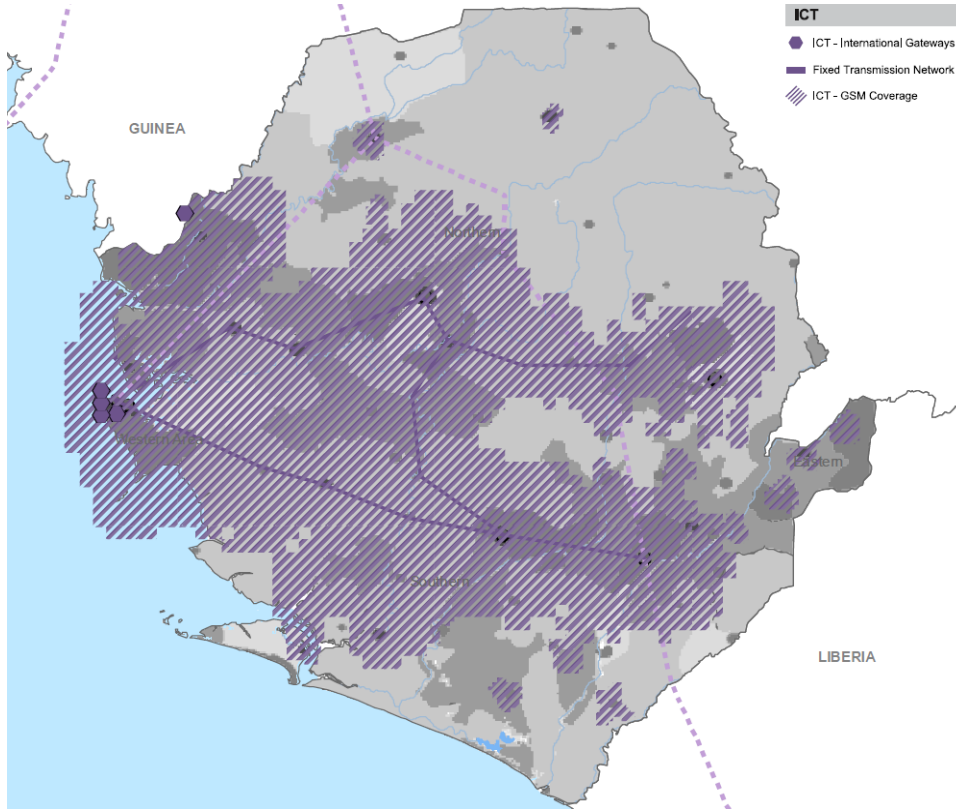 ICT
ICT - International Gateways
Fixed Transmission Network
ICT - GSM Coverage
GUINEA
Northern
Western Area
Eastern
Southern
LIBERIA